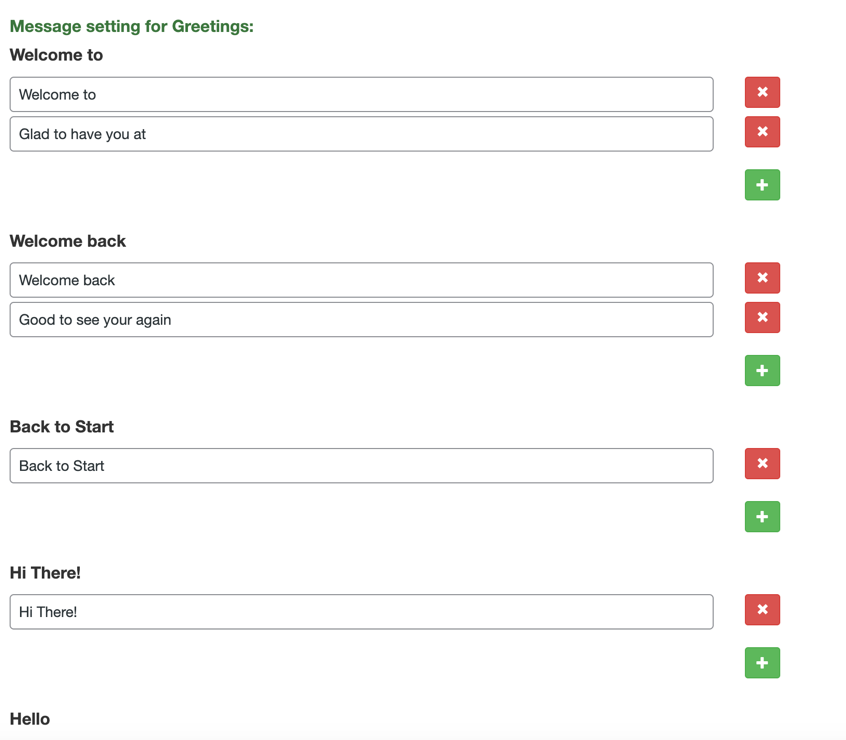 Message setting for Greetings:
Welcome to
Welcome to
Glad to have you at
Welcome back
Welcome back
Good to see your again
Back to Start
Back to Start
Hi There!
Hi There!
Hello